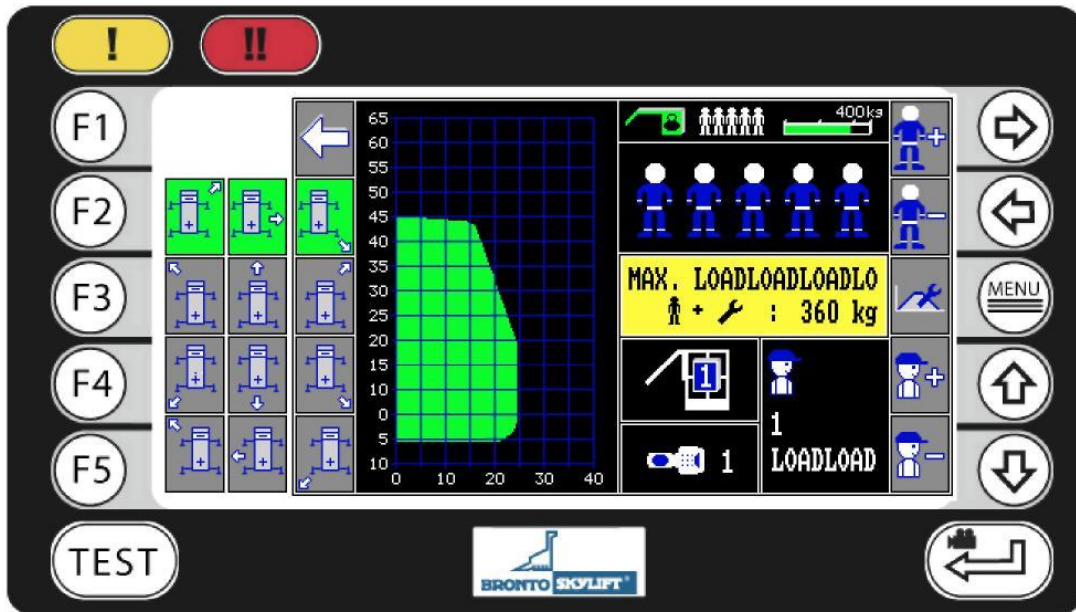 !
!!
F1
F2
F3
F4
F5
TEST
65
60
55
50
45
40
35
30
25
20
15
10
0
5
10
0
10
20
30
40
400kg
MAX. LOADLOADLOADLO
+ : 360 kg
1
1
1
LOADLOAD
+
-
+
-
MENU
BRONTO SKYLIFT